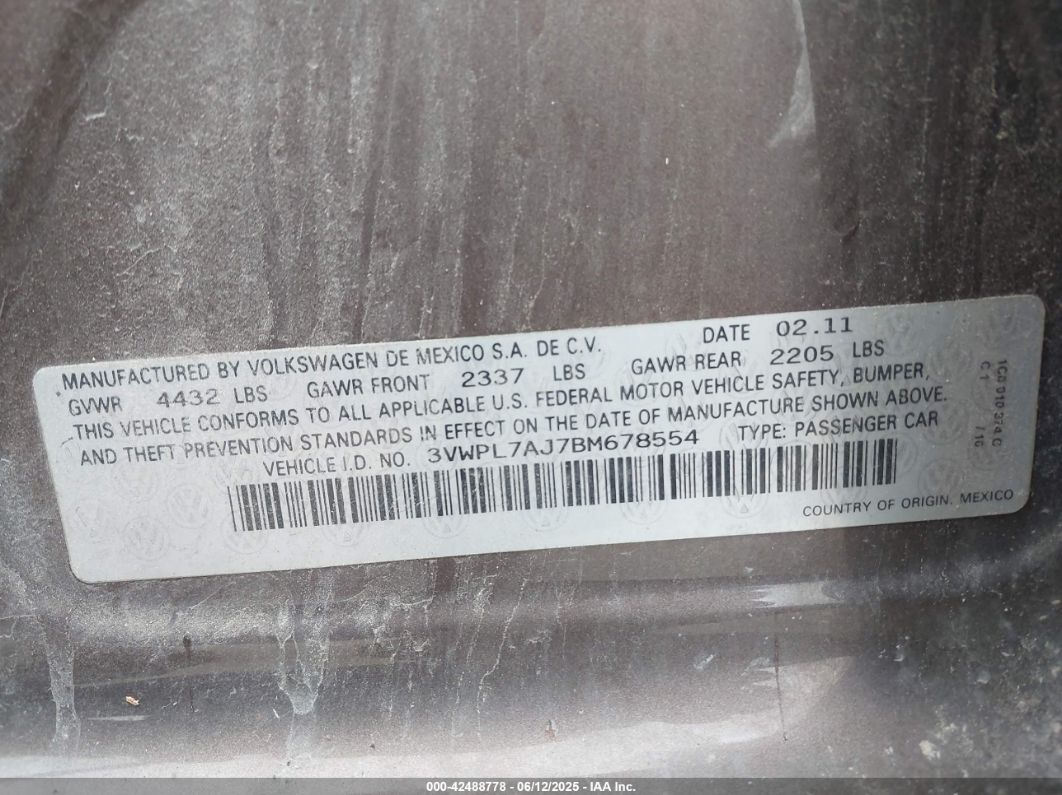 MANUFACTURED BY VOLKSWAGEN DE MEXICO S.A. DE C.V. DATE 02.11
GVWR 4432 LBS GAWR FRONT 2337 LBS GAWR REAR 2205 LBS
THIS VEHICLE CONFORMS TO ALL APPLICABLE U.S. FEDERAL MOTOR VEHICLE SAFETY, BUMPER,
AND THEFT PREVENTION STANDARDS IN EFFECT ON THE DATE OF MANUFACTURE SHOWN ABOVE.
VEHICLE I.D. NO. 3VWPL7AJ7BM678554 TYPE: PASSENGER CAR
COUNTRY OF ORIGIN. MEXICO
000-42488778 - 06/12/2025 - IAA Inc.